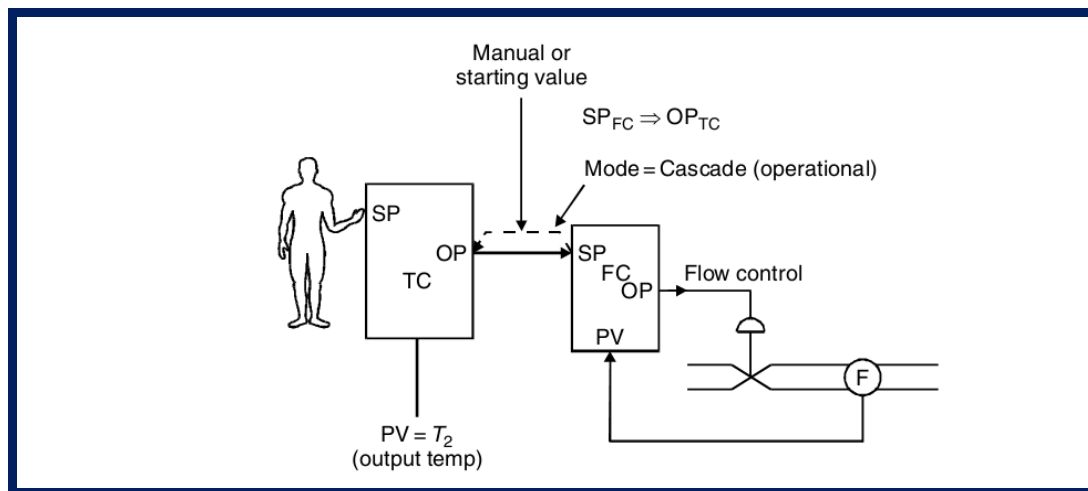 Manual or
starting value
SP_FC ⇒ OP_TC
Mode = Cascade (operational)
SP
OP
TC
SP
FC
OP
PV
Flow control
F
PV = T₂
(output temp)